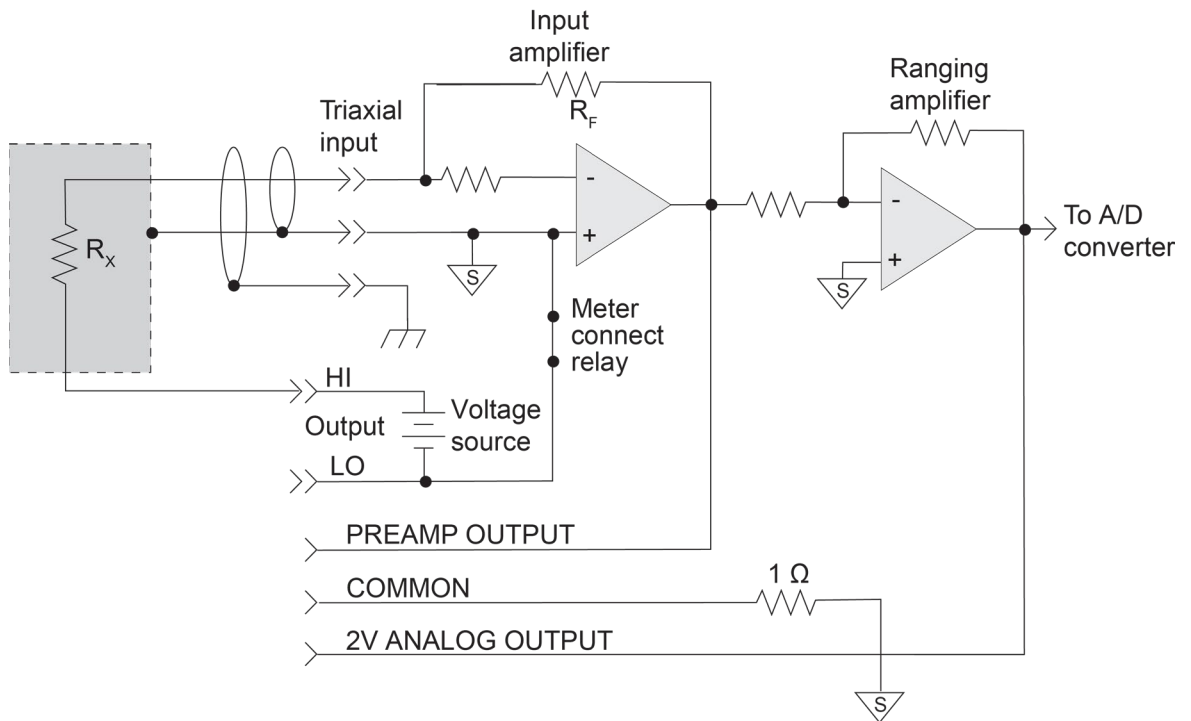 Input
amplifier
R_F
Ranging
amplifier
Triaxial
input
-
+
S
-
+
S
To A/D
converter
R_X
Meter
connect
relay
HI
Output
Voltage
source
LO
PREAMP OUTPUT
COMMON
1 Ω
2V ANALOG OUTPUT
S